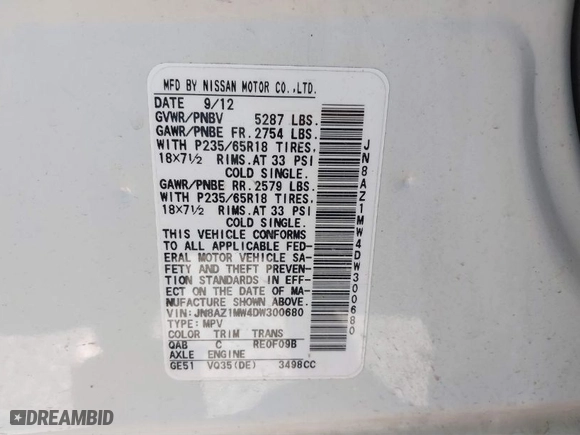 MFD BY NISSAN MOTOR CO.,LTD.
DATE 9/12
GVWR/PNBV 5287 LBS.
GAWR/PNBE FR. 2754 LBS.
WITH P235/65R18 TIRES.
18X7½ RIMS. AT 33 PSI
COLD SINGLE.
GAWR/PNBE RR. 2579 LBS.
WITH P235/65R18 TIRES.
18X7½ RIMS. AT 33 PSI
COLD SINGLE.
THIS VEHICLE CONFORMS
TO ALL APPLICABLE FED-
ERAL MOTOR VEHICLE SA-
FETY AND THEFT PREVEN-
TION STANDARDS IN EFF-
ECT ON THE DATE OF MA-
NUFACTURE SHOWN ABOVE.
VIN: JN8AZ1MW4DW300680
TYPE: MPV
COLOR TRIM TRANS
QAB C RE0F09B
AXLE ENGINE
GE51 VQ35(DE) 3498CC
JN8AZ1MW4DW300680
DREAMBID